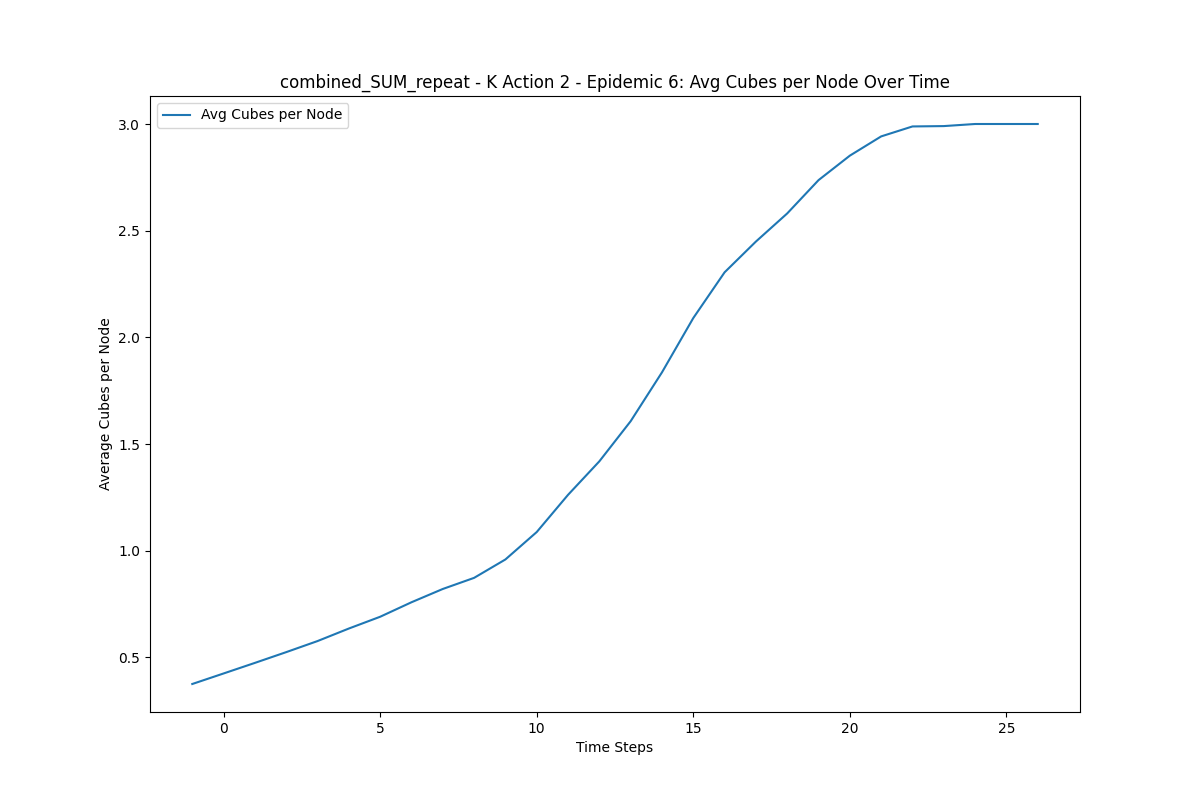 combined_SUM_repeat - K Action 2 - Epidemic 6: Avg Cubes per Node Over Time
Avg Cubes per Node
3.0
2.5
2.0
1.5
1.0
0.5
Average Cubes per Node
0 5 10 15 20 25
Time Steps